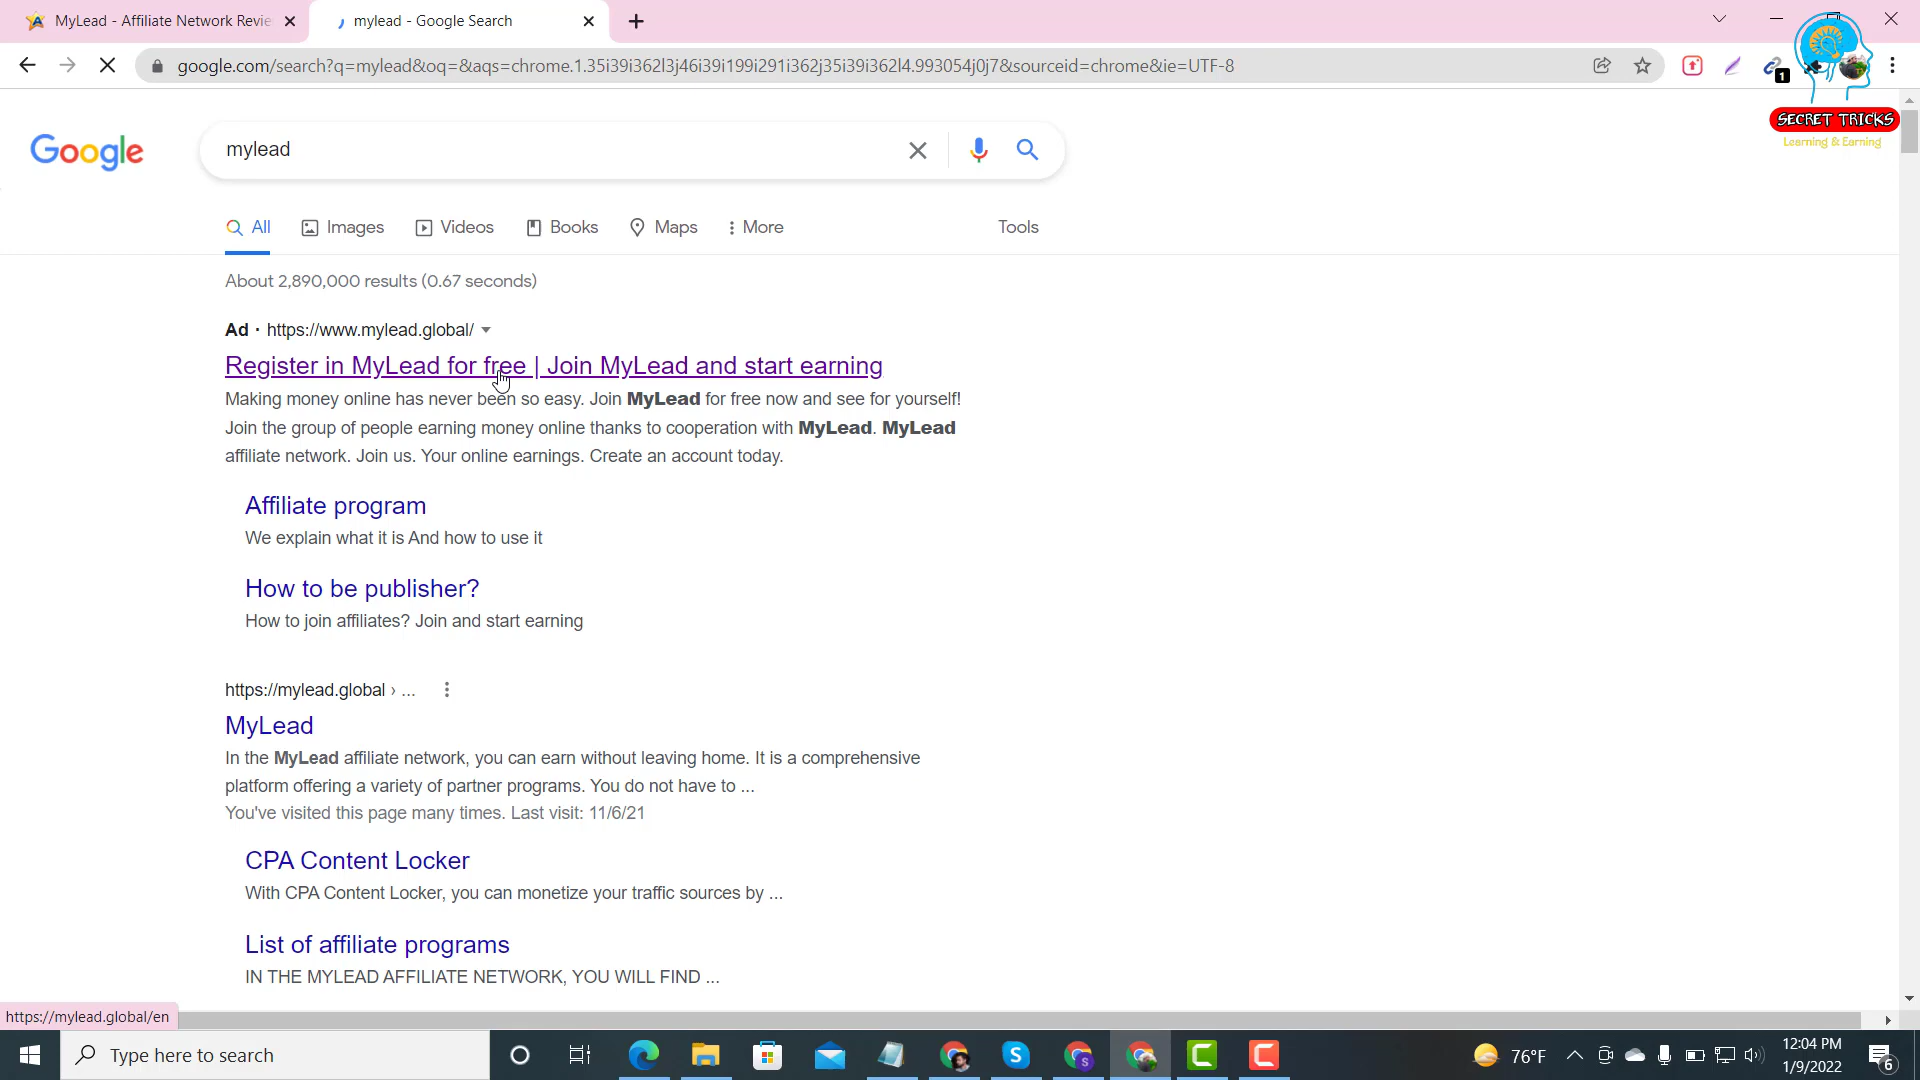 MyLead - Affiliate Network Revie
mylead - Google Search
google.com/search?q=mylead&oq=&aqs=chrome.1.35i39i362l3j46i39i199i291i362j35i39i362l4.993054j0j7&sourceid=chrome&ie=UTF-8
1
SECRET TRICKS
Learning & Earning
Google
mylead
All Images Videos Books Maps More Tools
About 2,890,000 results (0.67 seconds)
Ad · https://www.mylead.global/
Register in MyLead for free | Join MyLead and start earning
Making money online has never been so easy. Join MyLead for free now and see for yourself!
Join the group of people earning money online thanks to cooperation with MyLead. MyLead
affiliate network. Join us. Your online earnings. Create an account today.
Affiliate program
We explain what it is And how to use it
How to be publisher?
How to join affiliates? Join and start earning
https://mylead.global › ...
MyLead
In the MyLead affiliate network, you can earn without leaving home. It is a comprehensive
platform offering a variety of partner programs. You do not have to ...
You've visited this page many times. Last visit: 11/6/21
CPA Content Locker
With CPA Content Locker, you can monetize your traffic sources by ...
List of affiliate programs
IN THE MYLEAD AFFILIATE NETWORK, YOU WILL FIND ...
https://mylead.global/en
Type here to search
76°F
12:04 PM
1/9/2022
6